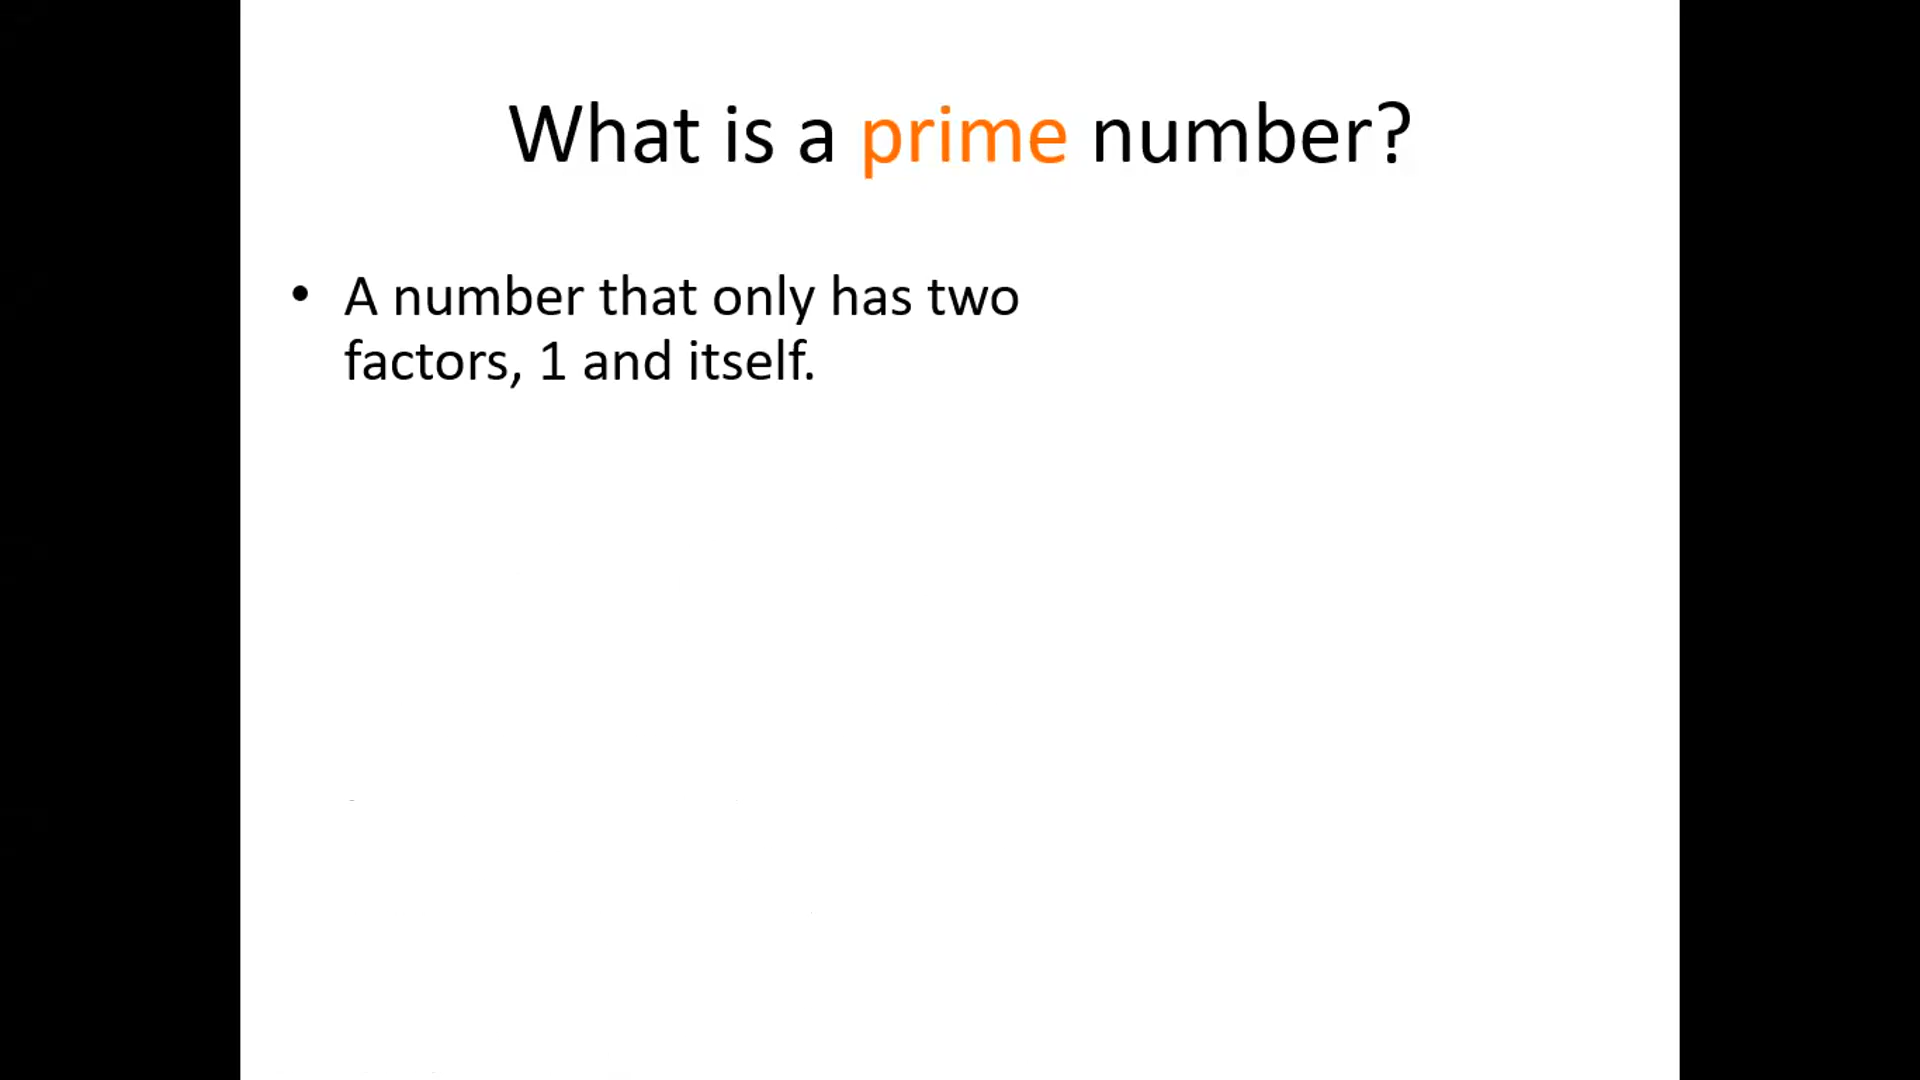 What is a prime number?
• A number that only has two
factors, 1 and itself.